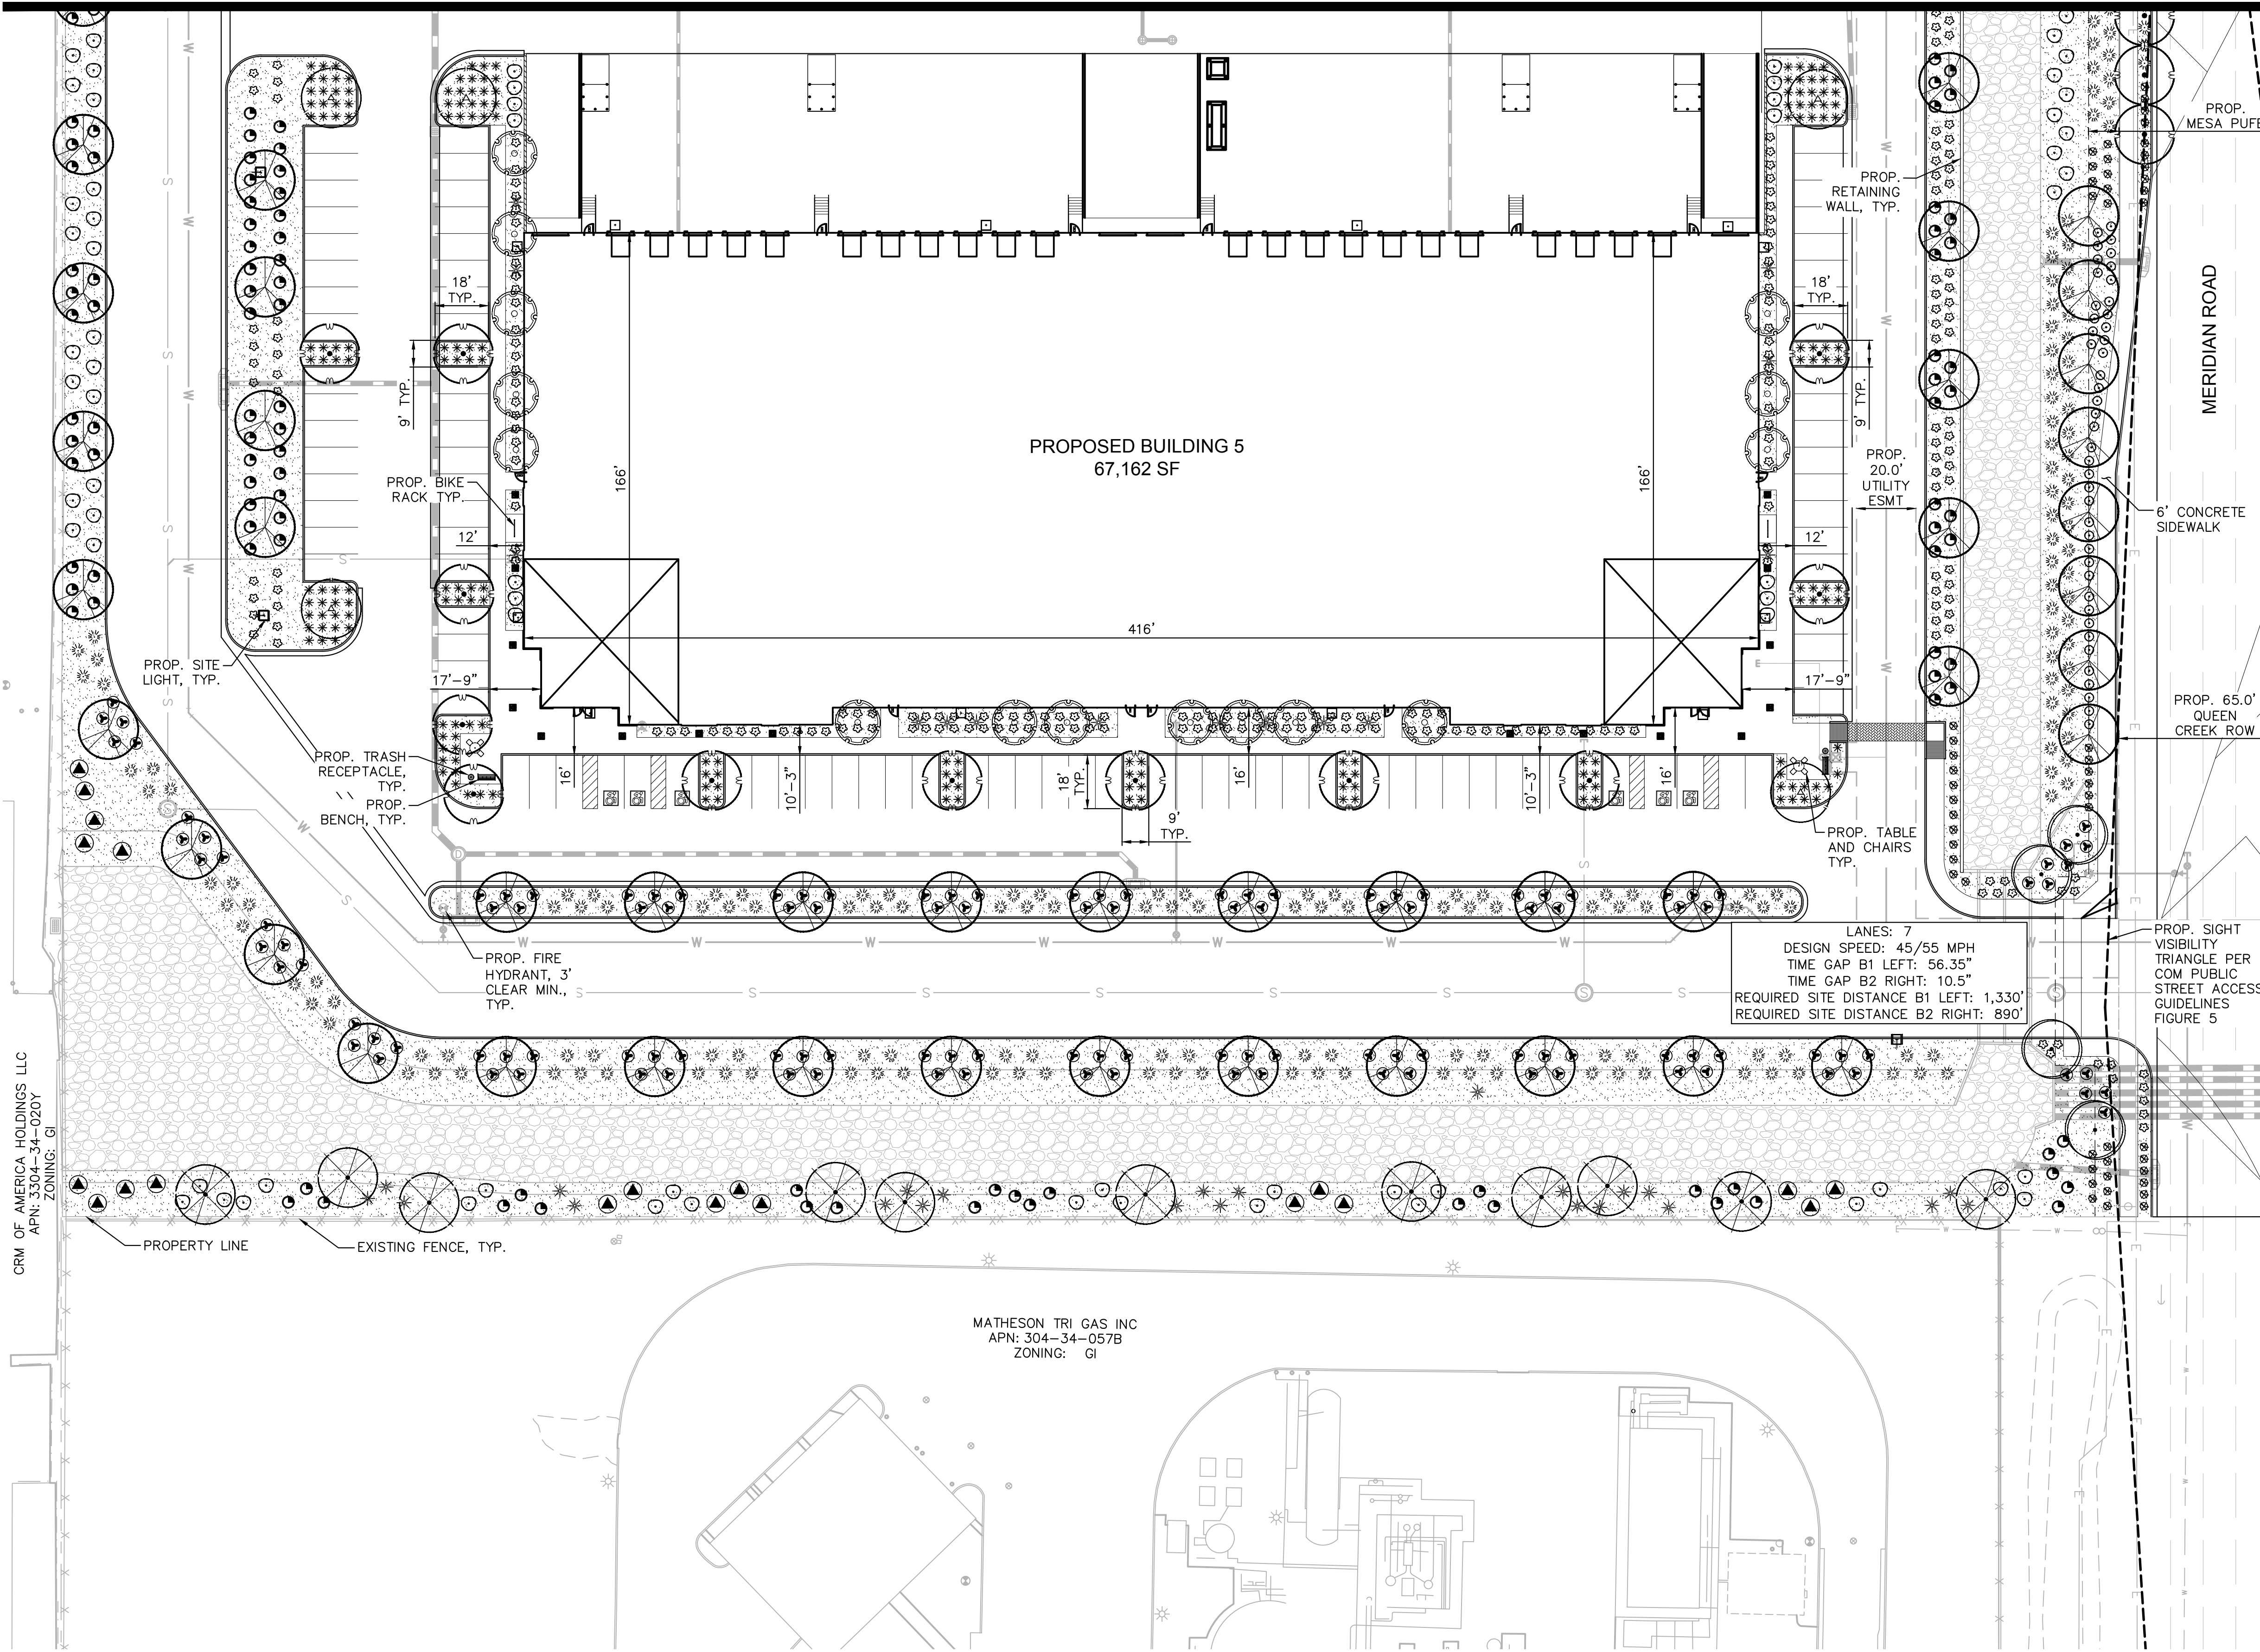 PROP.
MESA PUFE
PROP.
RETAINING
WALL, TYP.
MERIDIAN ROAD
18'
TYP.
18'
TYP.
9' TYP.
9' TYP.
PROPOSED BUILDING 5
67,162 SF
166'
166'
PROP. BIKE
RACK TYP.
PROP.
20.0'
UTILITY
ESMT
6' CONCRETE
SIDEWALK
12'
12'
416'
PROP. SITE
LIGHT, TYP.
17'-9"
17'-9"
PROP. 65.0'
QUEEN
CREEK ROW
PROP. TRASH
RECEPTACLE,
TYP.
PROP.
BENCH, TYP.
16'
10'-3"
18'
TYP.
16'
10'-3"
16'
9'
TYP.
PROP. TABLE
AND CHAIRS
TYP.
PROP. FIRE
HYDRANT, 3'
CLEAR MIN.,
TYP.
LANES: 7
DESIGN SPEED: 45/55 MPH
TIME GAP B1 LEFT: 56.35"
TIME GAP B2 RIGHT: 10.5"
REQUIRED SITE DISTANCE B1 LEFT: 1,330'
REQUIRED SITE DISTANCE B2 RIGHT: 890'
PROP. SIGHT
VISIBILITY
TRIANGLE PER
COM PUBLIC
STREET ACCESS
GUIDELINES
FIGURE 5
CRM OF AMERICA HOLDINGS LLC
APN: 3304-34-020Y
ZONING: GI
PROPERTY LINE
EXISTING FENCE, TYP.
MATHESON TRI GAS INC
APN: 304-34-057B
ZONING: GI